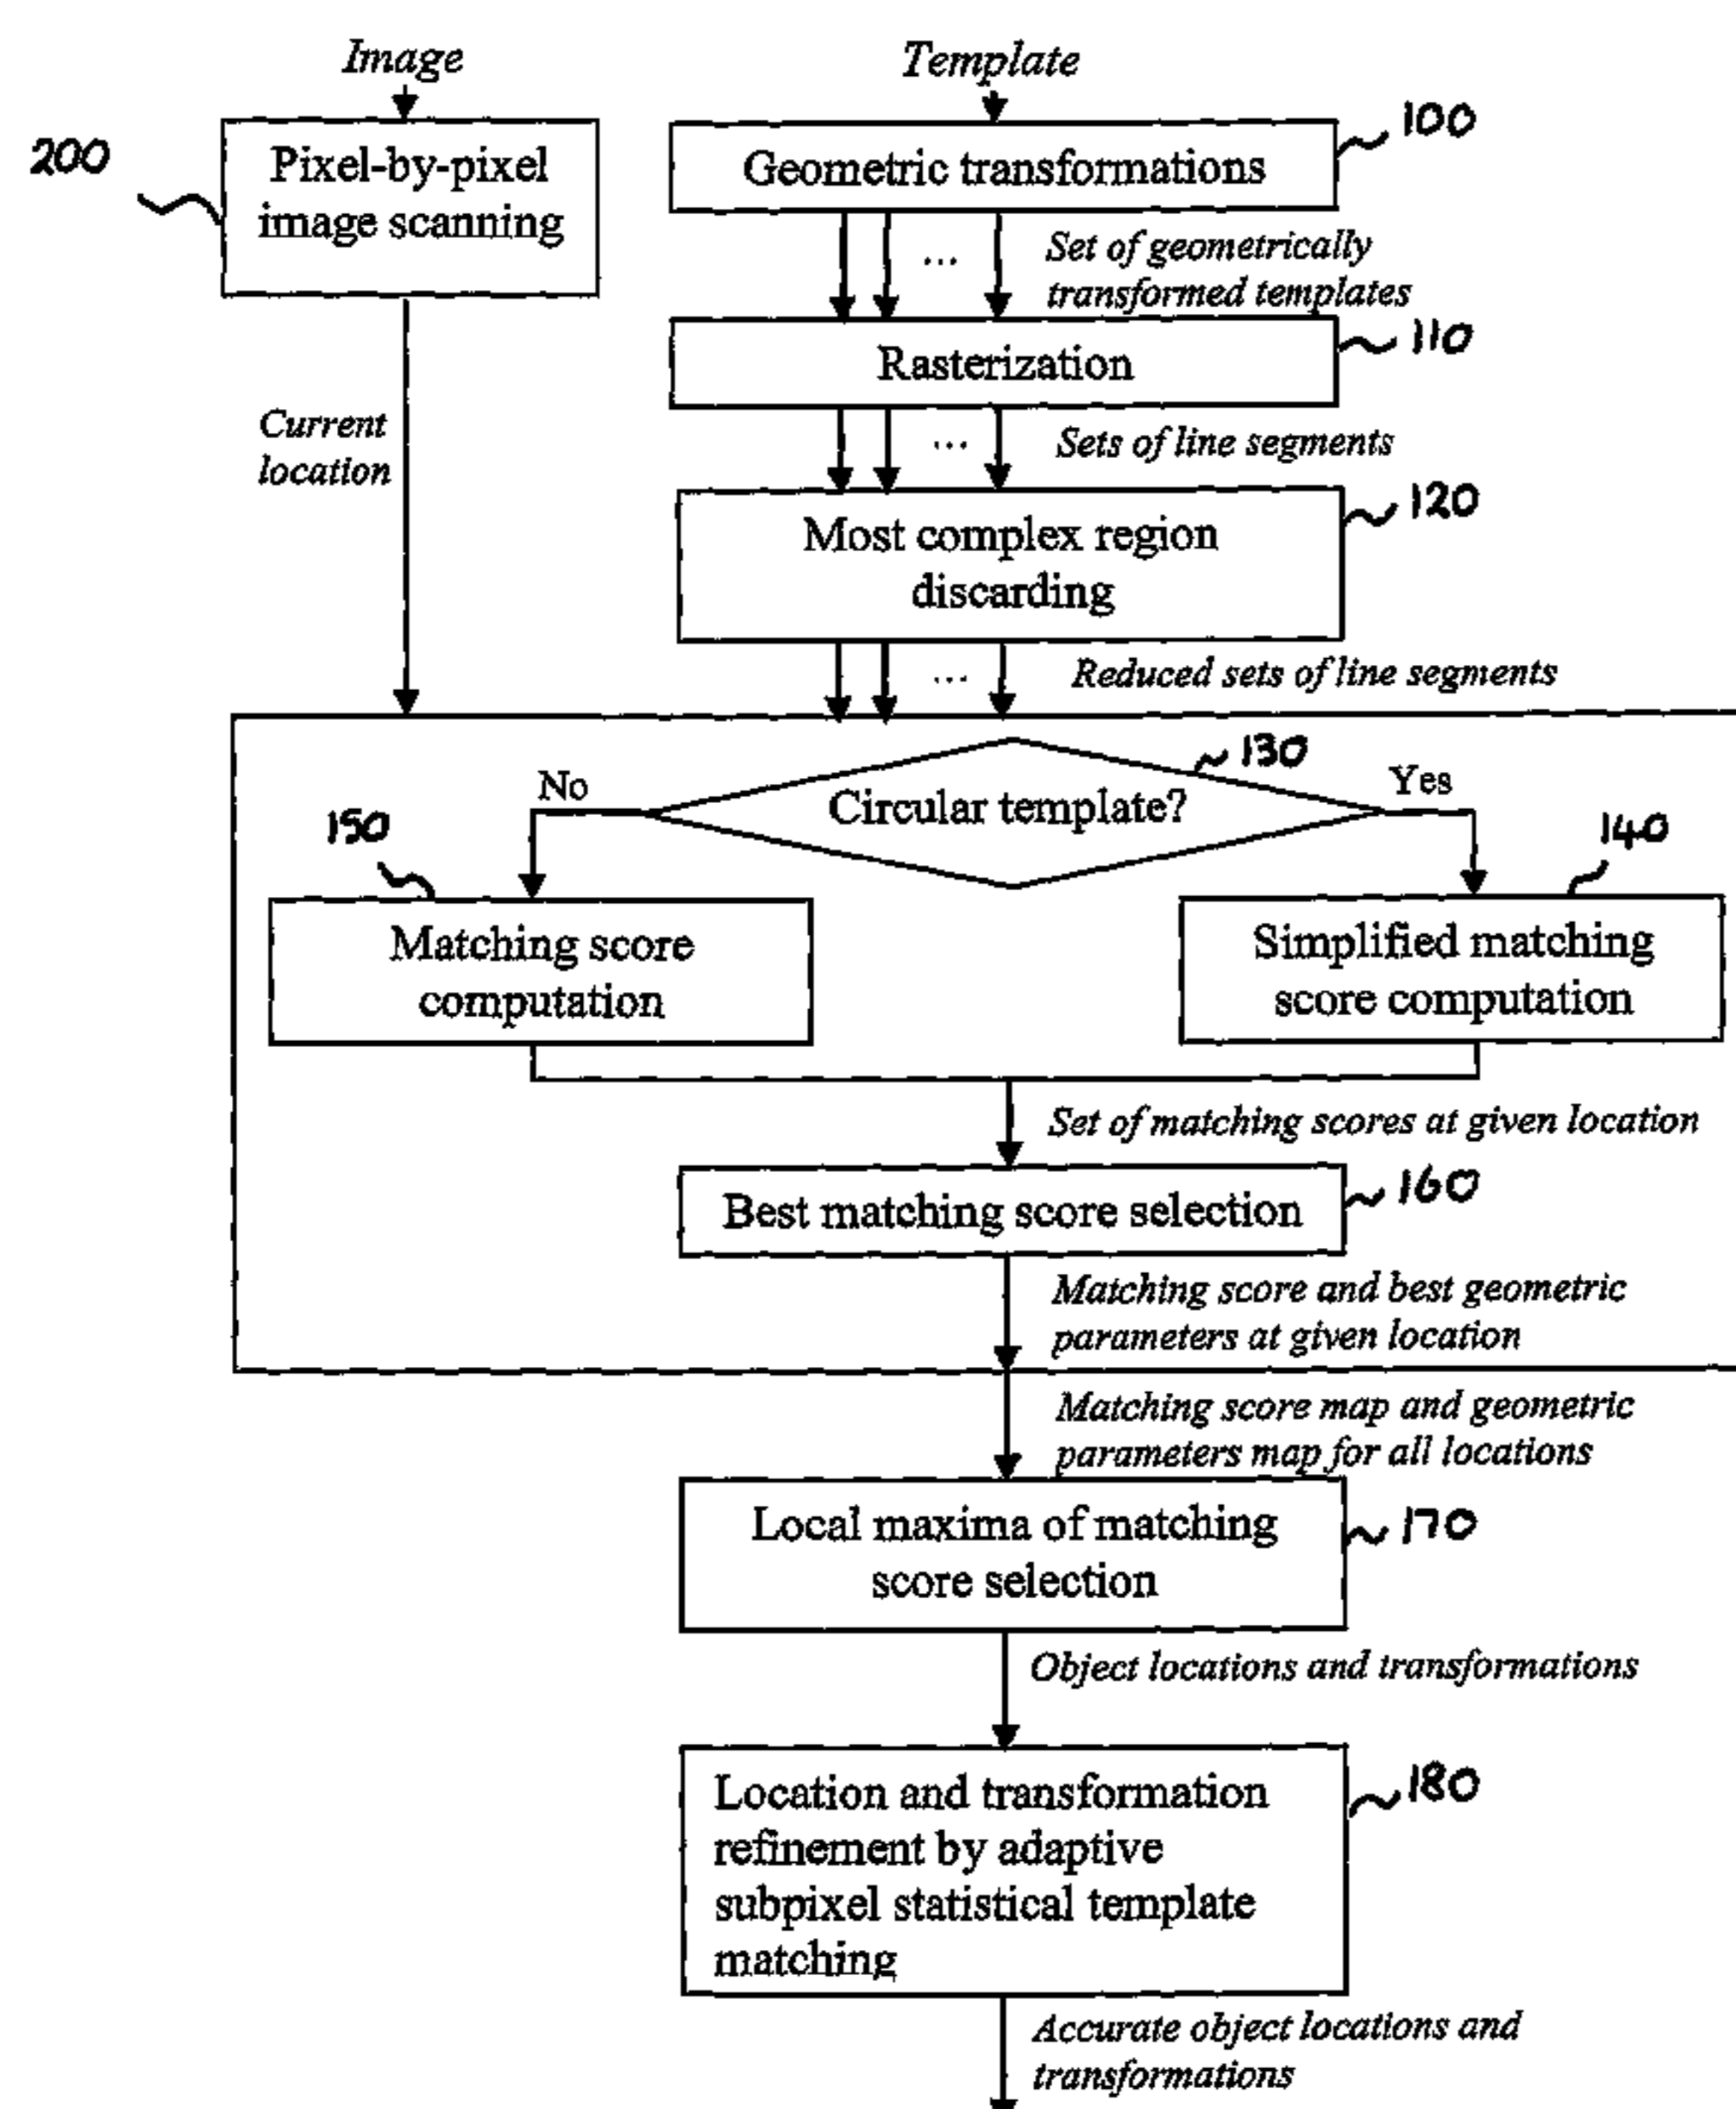 Image
Template
200
Pixel-by-pixel
image scanning
100
Geometric transformations
...
Set of geometrically
transformed templates
110
Rasterization
Current
location
...
Sets of line segments
120
Most complex region
discarding
...
Reduced sets of line segments
130
No
Circular template?
Yes
150
140
Matching score
computation
Simplified matching
score computation
Set of matching scores at given location
160
Best matching score selection
Matching score and best geometric
parameters at given location
Matching score map and geometric
parameters map for all locations
170
Local maxima of matching
score selection
Object locations and transformations
180
Location and transformation
refinement by adaptive
subpixel statistical template
matching
Accurate object locations and
transformations